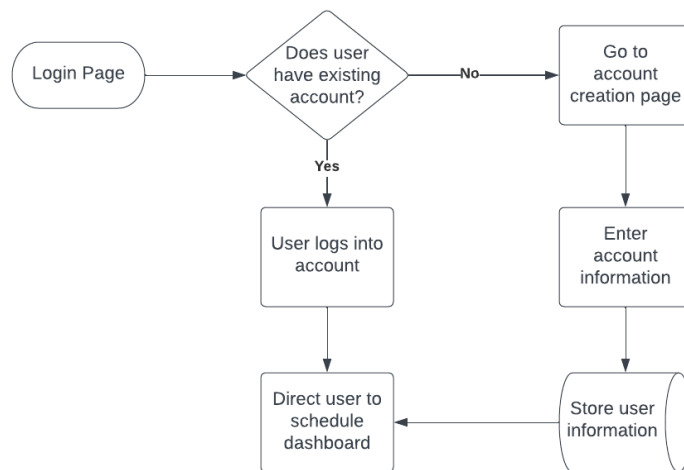 Login Page
Does user
have existing
account?
No
Go to
account
creation page
Yes
User logs into
account
Enter
account
information
Direct user to
schedule
dashboard
Store user
information